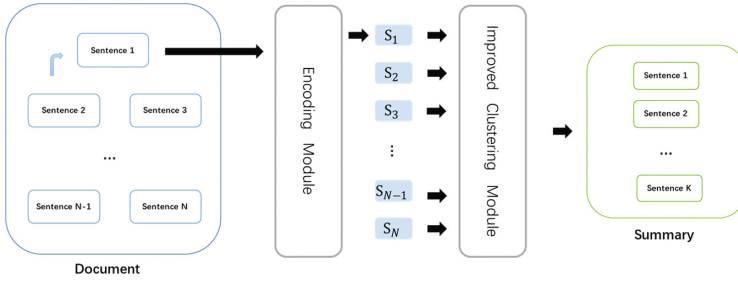 Sentence 1
Sentence 2
Sentence 3
...
Sentence N-1
Sentence N
Document
Encoding Module
S1
S2
S3
⋮
SN−1
SN
Improved Clustering Module
Sentence 1
Sentence 2
...
Sentence K
Summary